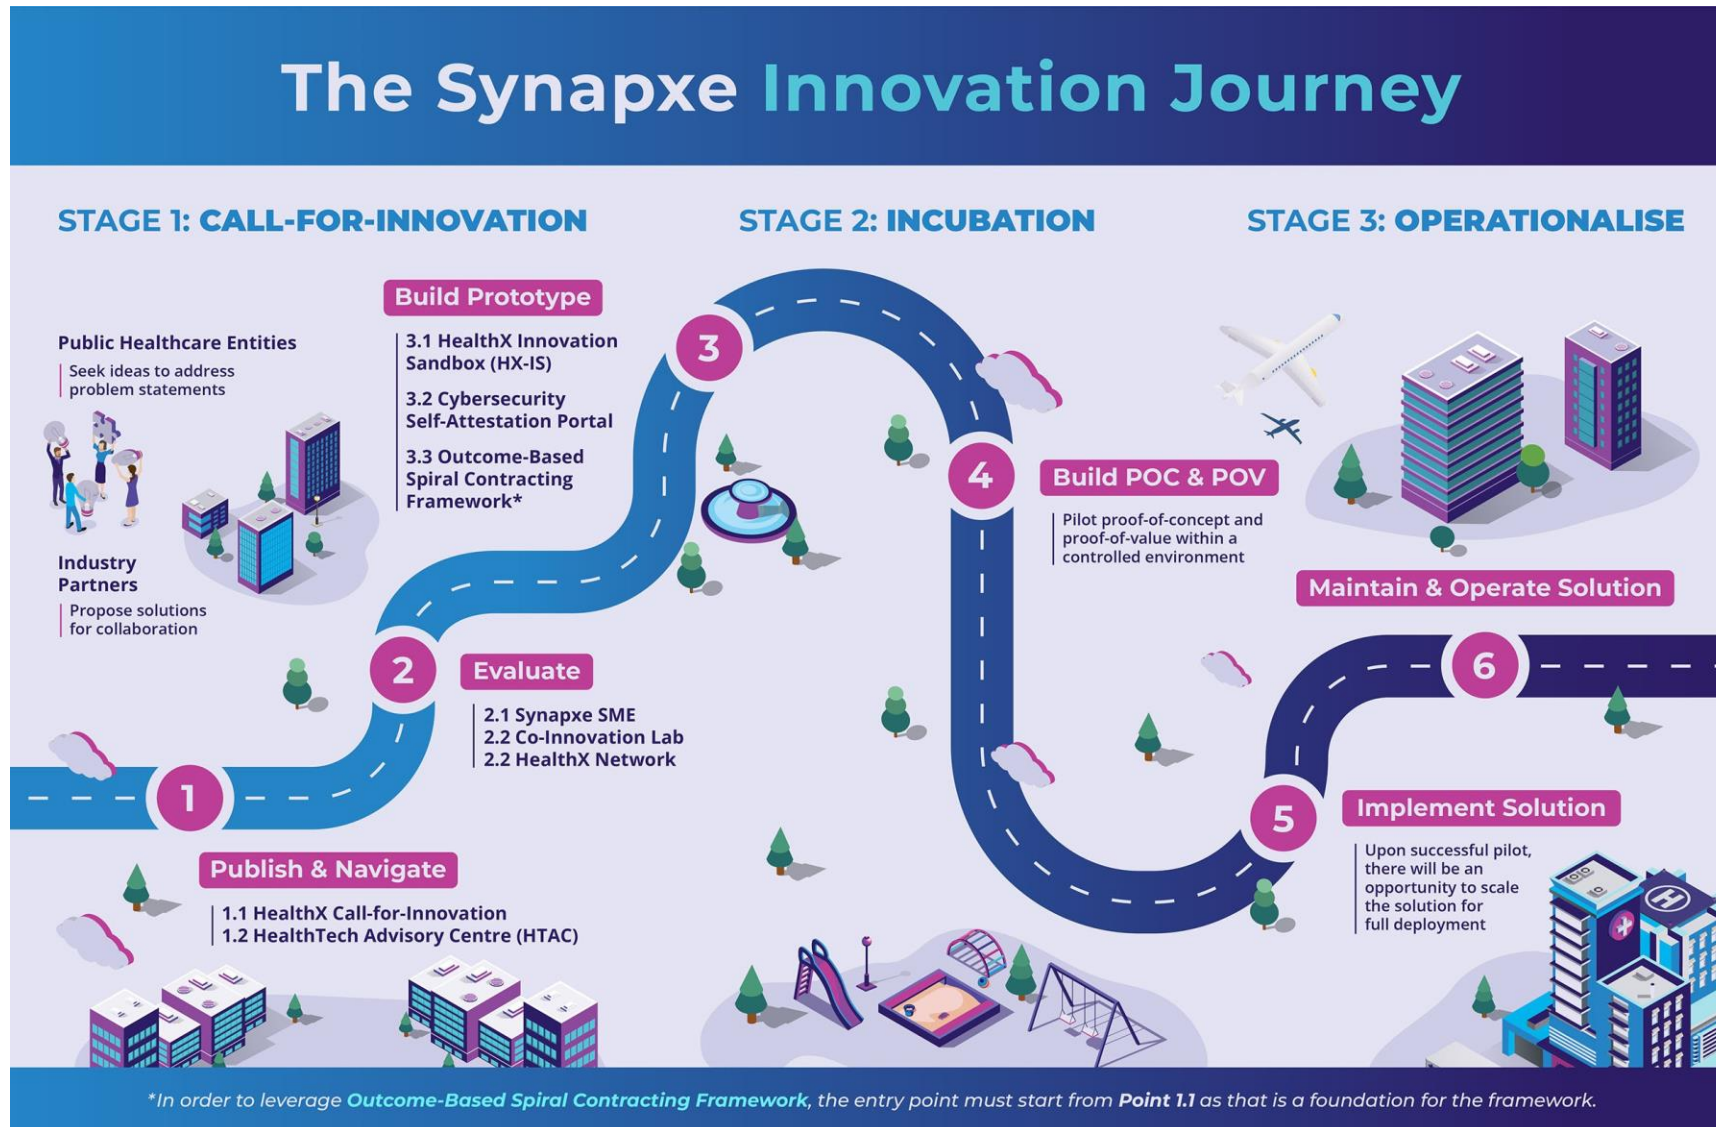 The Synapxe Innovation Journey
STAGE 1: CALL-FOR-INNOVATION
STAGE 2: INCUBATION
STAGE 3: OPERATIONALISE
Public Healthcare Entities
Seek ideas to address
problem statements
Industry
Partners
Propose solutions
for collaboration
1
Publish & Navigate
1.1 HealthX Call-for-Innovation
1.2 HealthTech Advisory Centre (HTAC)
2
Evaluate
2.1 Synapxe SME
2.2 Co-Innovation Lab
2.2 HealthX Network
3
Build Prototype
3.1 HealthX Innovation
Sandbox (HX-IS)
3.2 Cybersecurity
Self-Attestation Portal
3.3 Outcome-Based
Spiral Contracting
Framework*
4
Build POC & POV
Pilot proof-of-concept and
proof-of-value within a
controlled environment
5
Implement Solution
Upon successful pilot,
there will be an
opportunity to scale
the solution for
full deployment
6
Maintain & Operate Solution
H
*In order to leverage Outcome-Based Spiral Contracting Framework, the entry point must start from Point 1.1 as that is a foundation for the framework.